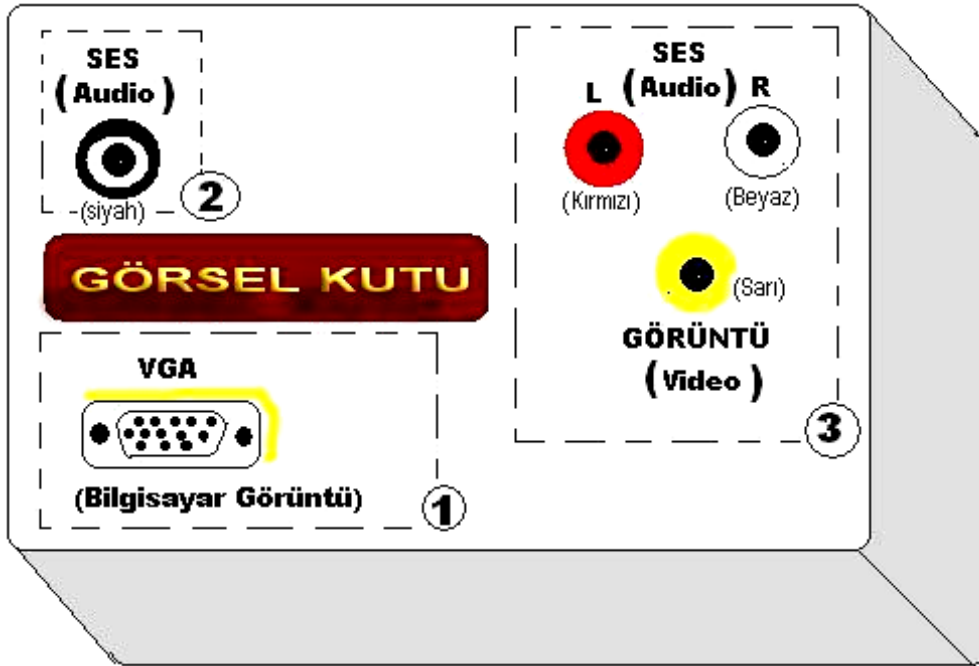 SES
(Audio)
(siyah)
2
GÖRSEL KUTU
VGA
(Bilgisayar Görüntü)
1
SES
L (Audio) R
(Kırmızı) (Beyaz)
(Sarı)
GÖRÜNTÜ
(Video)
3